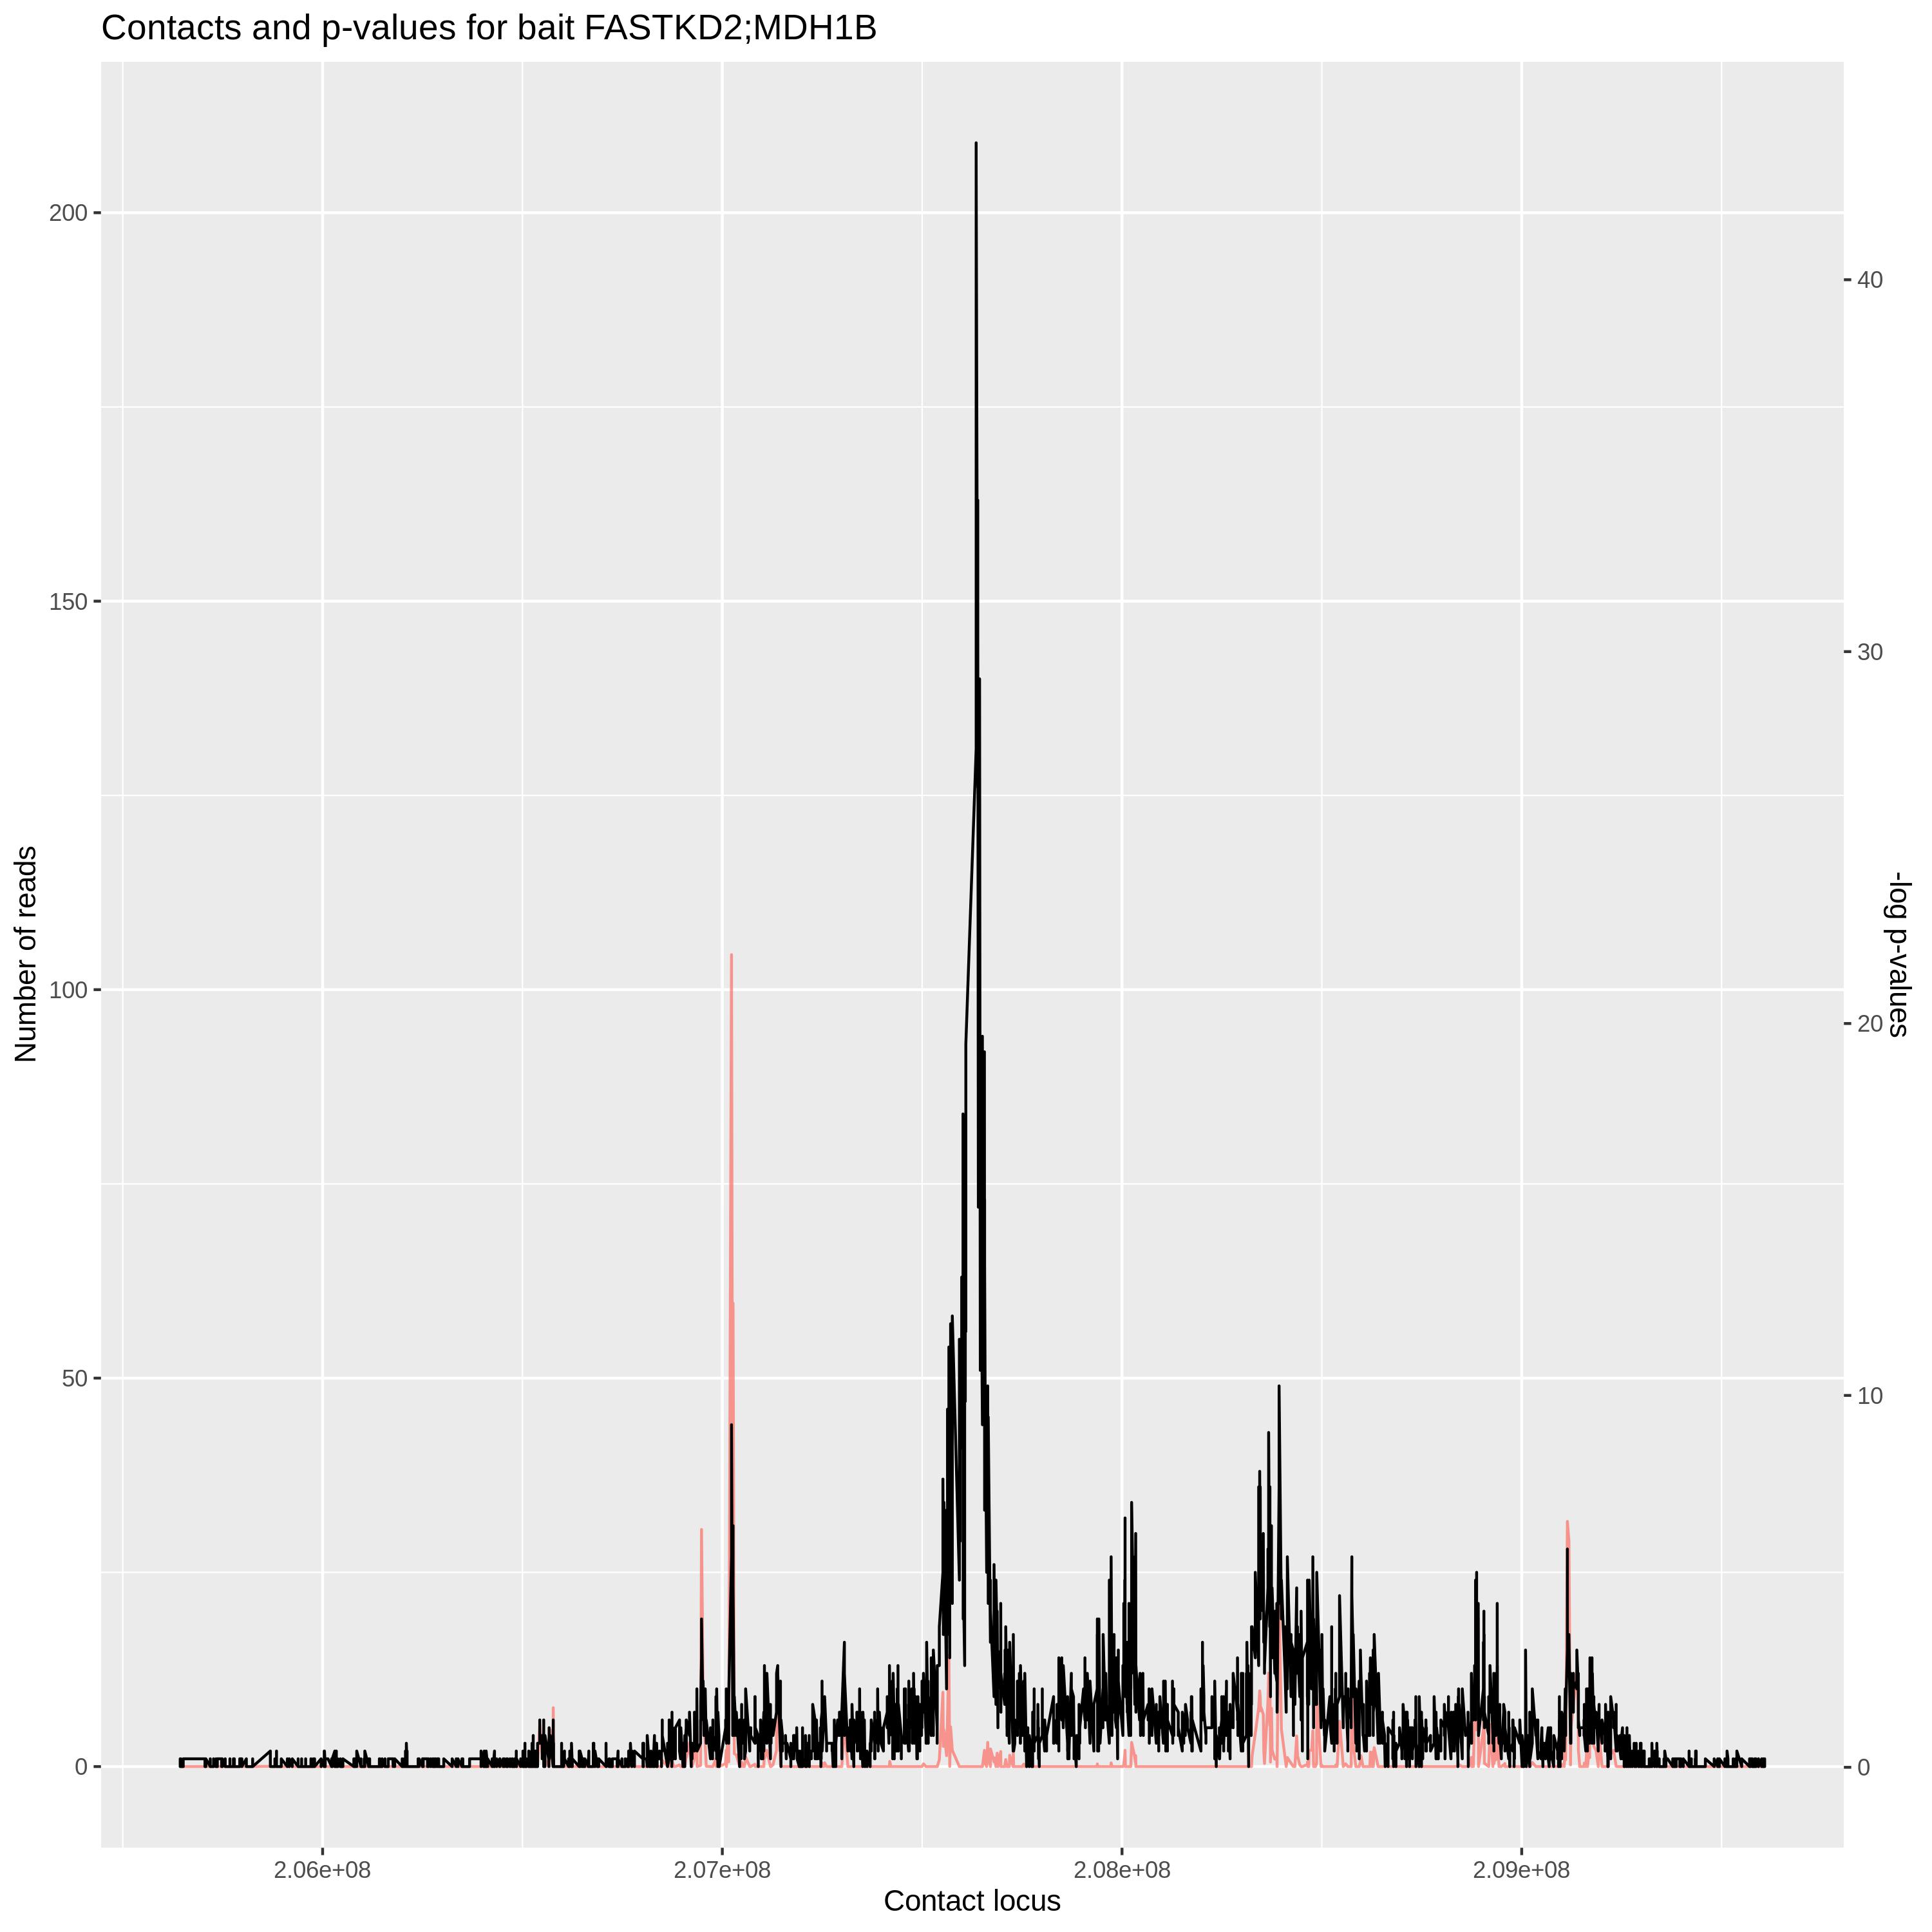 Contacts and p-values for bait FASTKD2;MDH1B
200
150
100
50
0
Number of reads
40
30
20
10
0
-log p-values
2.06e+08
2.07e+08
2.08e+08
2.09e+08
Contact locus